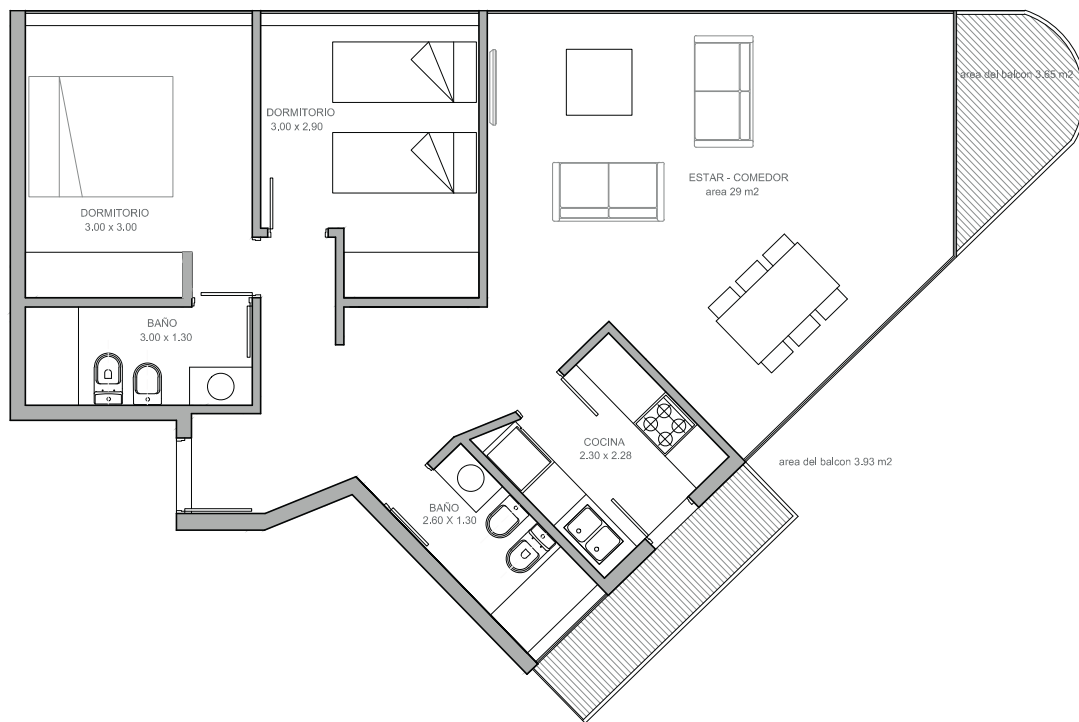 area del balcon 3.65 m2
DORMITORIO
3,00 x 2,90
ESTAR - COMEDOR
area 29 m2
DORMITORIO
3.00 x 3.00
BAÑO
3.00 x 1.30
COCINA
2.30 x 2.28
area del balcon 3.93 m2
BAÑO
2.60 X 1.30